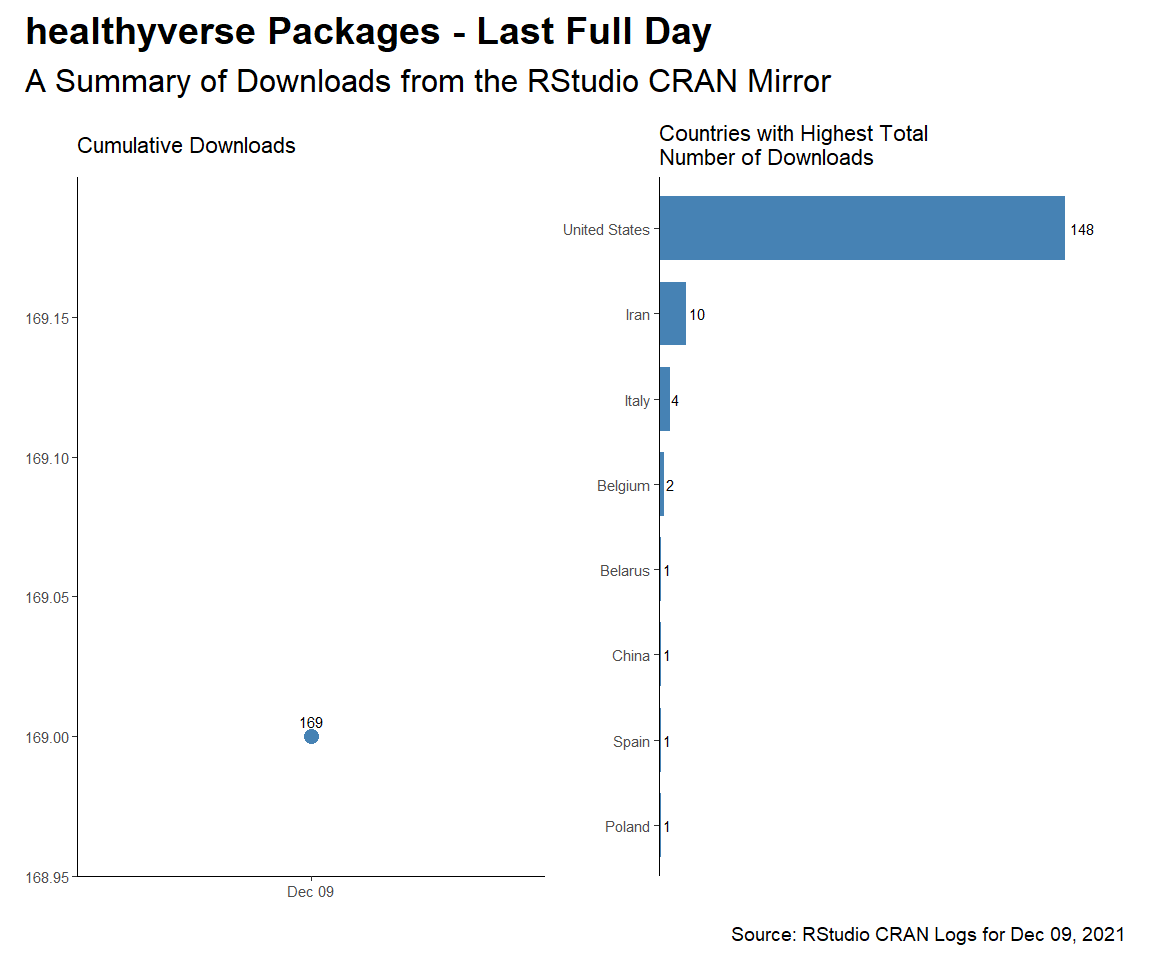 healthyverse Packages - Last Full Day
A Summary of Downloads from the RStudio CRAN Mirror
Cumulative Downloads
169.15
169.10
169.05
169.00
168.95
169
Dec 09
Countries with Highest Total
Number of Downloads
United States 148
Iran 10
Italy 4
Belgium 2
Belarus 1
China 1
Spain 1
Poland 1
Source: RStudio CRAN Logs for Dec 09, 2021